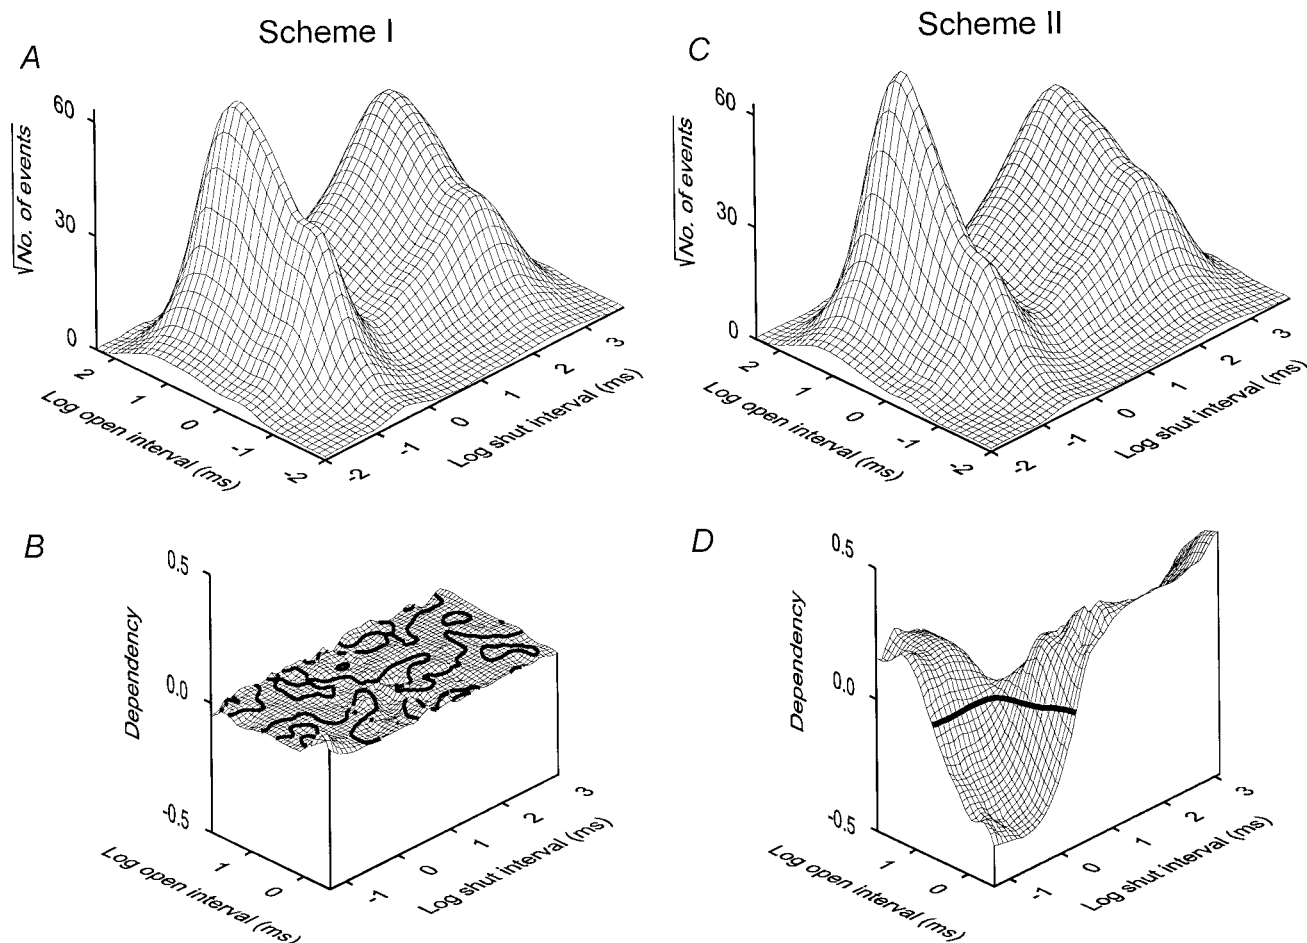 Scheme I
Scheme II
A
√No. of events
60
30
0
2
1
0
-1
-2
Log open interval (ms)
-2
-1
0
1
2
3
Log shut interval (ms)
C
√No. of events
60
30
0
2
1
0
-1
-2
Log open interval (ms)
-2
-1
0
1
2
3
Log shut interval (ms)
B
Dependency
0.5
0.0
-0.5
1
0
Log open interval (ms)
-1
0
1
2
3
Log shut interval (ms)
D
Dependency
0.5
0.0
-0.5
1
0
Log open interval (ms)
-1
0
1
2
3
Log shut interval (ms)